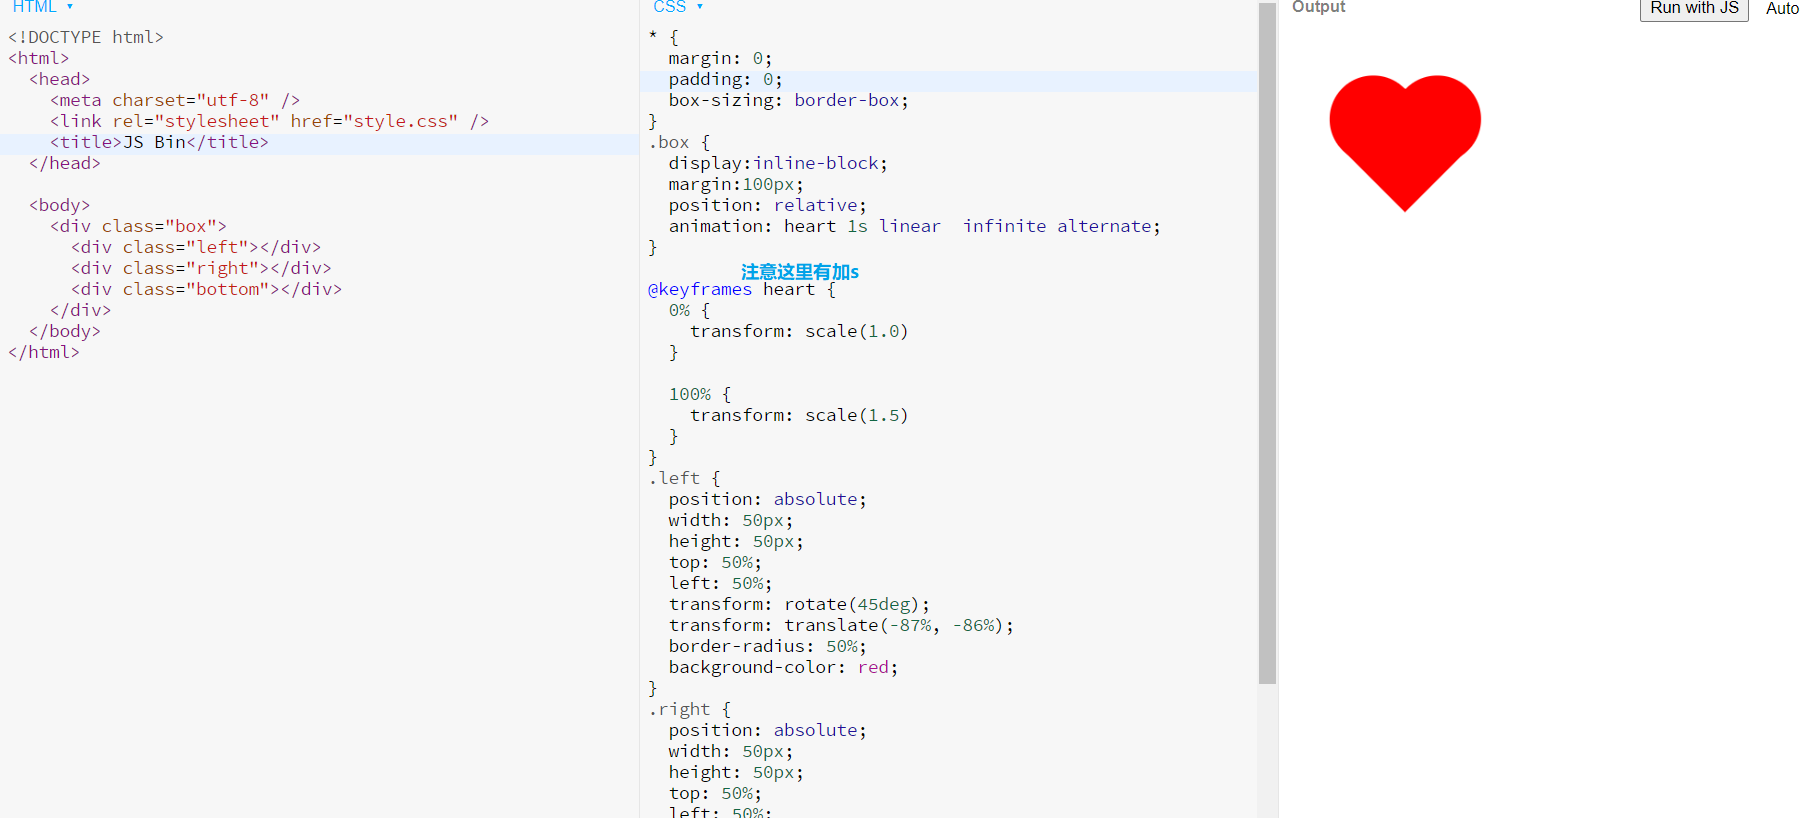 HTML ▾
<!DOCTYPE html>
<html>
  <head>
    <meta charset="utf-8" />
    <link rel="stylesheet" href="style.css" />
    <title>JS Bin</title>
  </head>

  <body>
    <div class="box">
      <div class="left"></div>
      <div class="right"></div>
      <div class="bottom"></div>
    </div>
  </body>
</html>
CSS ▾
* {
  margin: 0;
  padding: 0;
  box-sizing: border-box;
}
.box {
  display:inline-block;
  margin:100px;
  position: relative;
  animation: heart 1s linear  infinite alternate;
}
注意这里有加s
@keyframes heart {
  0% {
    transform: scale(1.0)
  }

  100% {
    transform: scale(1.5)
  }
}
.left {
  position: absolute;
  width: 50px;
  height: 50px;
  top: 50%;
  left: 50%;
  transform: rotate(45deg);
  transform: translate(-87%, -86%);
  border-radius: 50%;
  background-color: red;
}
.right {
  position: absolute;
  width: 50px;
  height: 50px;
  top: 50%;
  left: 50%;
Output
Run with JS
Auto